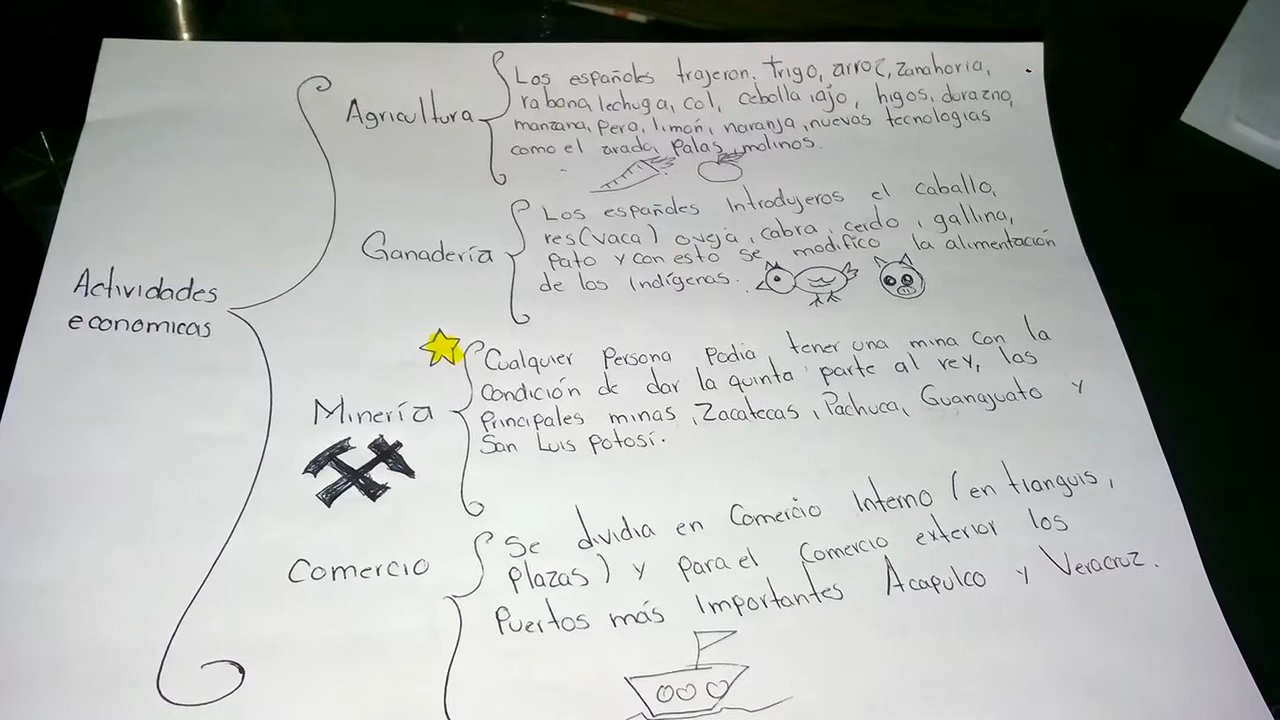 Actividades
economicas
Agricultura
Los españoles trajeron. Trigo, arroz, Zanahoria,
rabano, lechuga, col, cebolla, ajo, higos, durazno,
manzana, pera, limón, naranja, nuevas tecnologias
como el arado, Palas, molinos.
Ganadería
Los españoles Introdujeros el caballo,
res(vaca) oveja, cabra, cerdo, gallina,
Pato y con esto se modifico la alimentación
de los Indígenas.
Minería
Cualquier Persona Podia tener una mina con la
Condición de dar la quinta parte al rey, las
Principales minas, Zacatecas, Pachuca, Guanajuato y
San Luis Potosí.
Comercio
Se dividia en Comercio Interno (en tianguis,
plazas) y para el Comercio exterior los
Puertos más Importantes Acapulco y Veracruz.